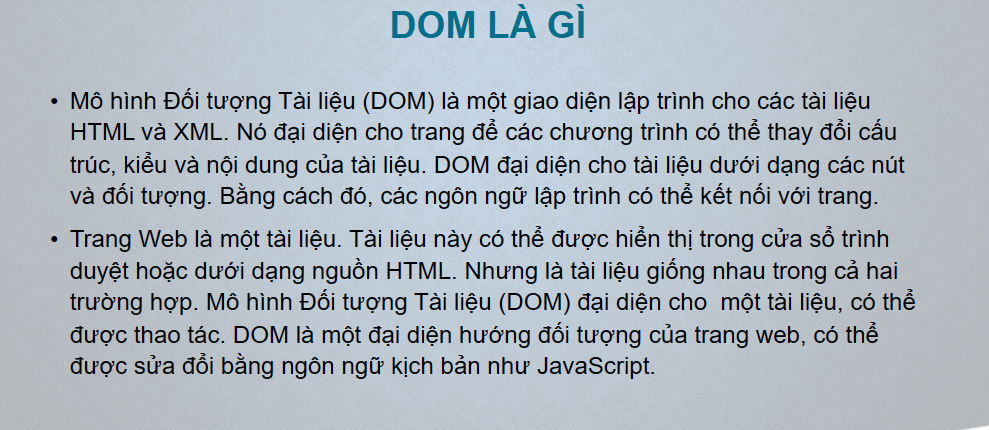 DOM LÀ GÌ
• Mô hình Đối tượng Tài liệu (DOM) là một giao diện lập trình cho các tài liệu
HTML và XML. Nó đại diện cho trang để các chương trình có thể thay đổi cấu
trúc, kiểu và nội dung của tài liệu. DOM đại diện cho tài liệu dưới dạng các nút
và đối tượng. Bằng cách đó, các ngôn ngữ lập trình có thể kết nối với trang.
• Trang Web là một tài liệu. Tài liệu này có thể được hiển thị trong cửa sổ trình
duyệt hoặc dưới dạng nguồn HTML. Nhưng là tài liệu giống nhau trong cả hai
trường hợp. Mô hình Đối tượng Tài liệu (DOM) đại diện cho  một tài liệu, có thể
được thao tác. DOM là một đại diện hướng đối tượng của trang web, có thể
được sửa đổi bằng ngôn ngữ kịch bản như JavaScript.